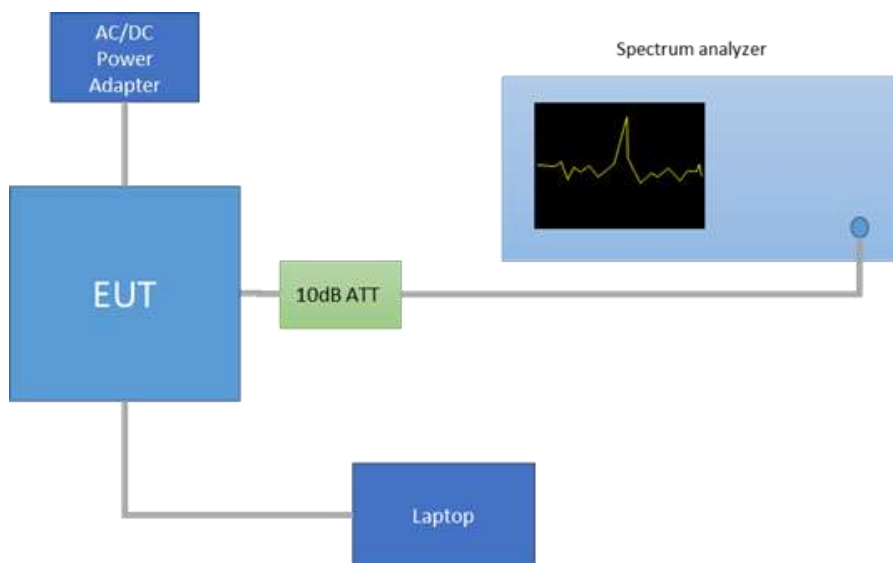 AC/DC
Power
Adapter
Spectrum analyzer
EUT
10dB ATT
Laptop